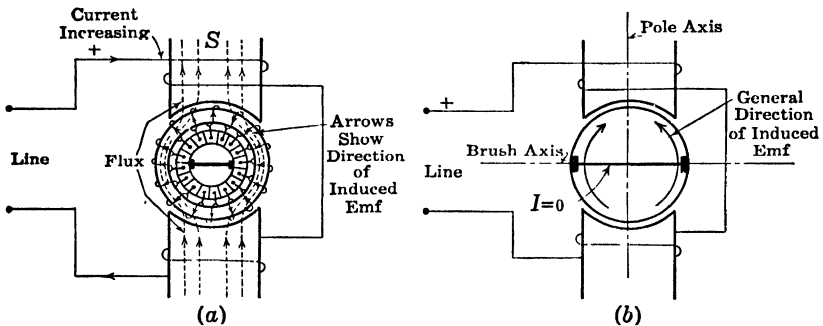 Current
Increasing
+
S
Arrows
Show
Direction
of
Induced
Emf
Flux
Line
(a)
Pole Axis
+
General
Direction
of Induced
Emf
Brush Axis
Line
I=0
(b)